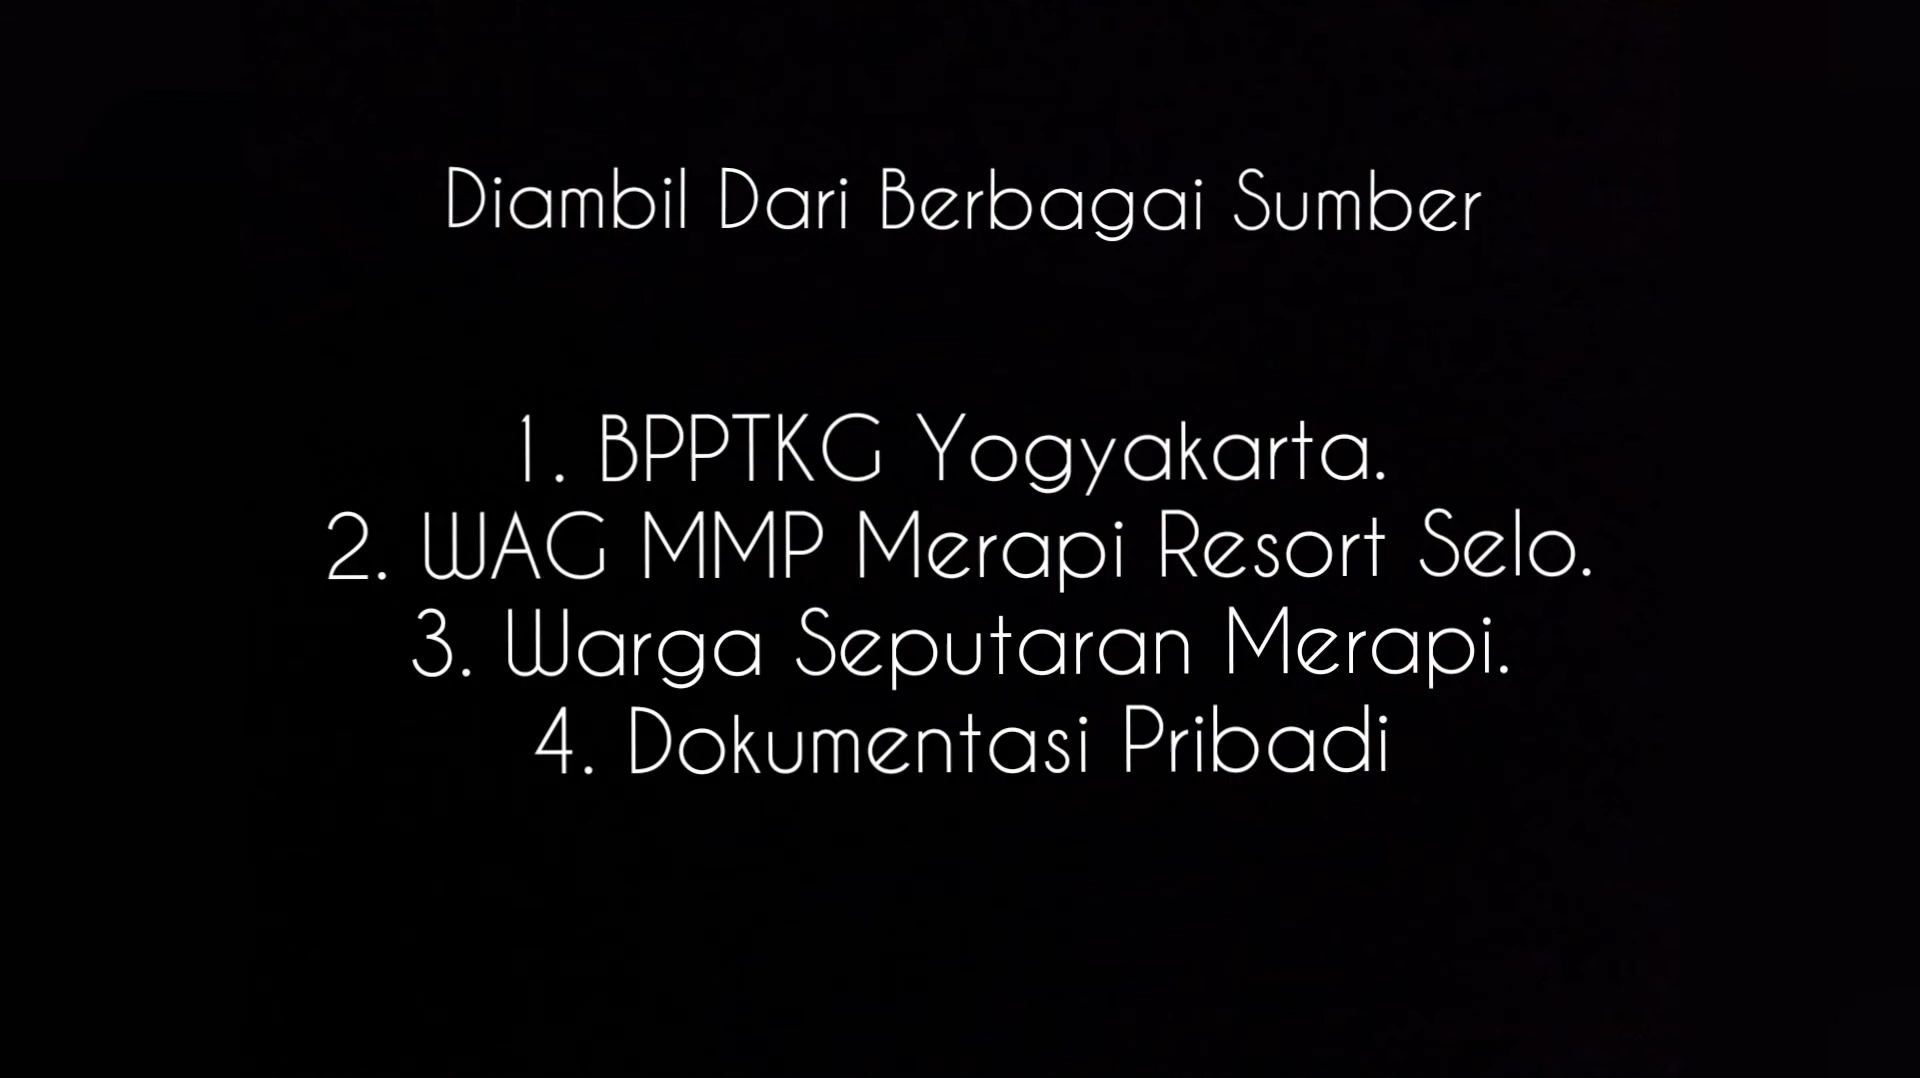 Diambil Dari Berbagai Sumber
1. BPPTKG Yogyakarta.
2. WAG MMP Merapi Resort Selo.
3. Warga Seputaran Merapi.
4. Dokumentasi Pribadi